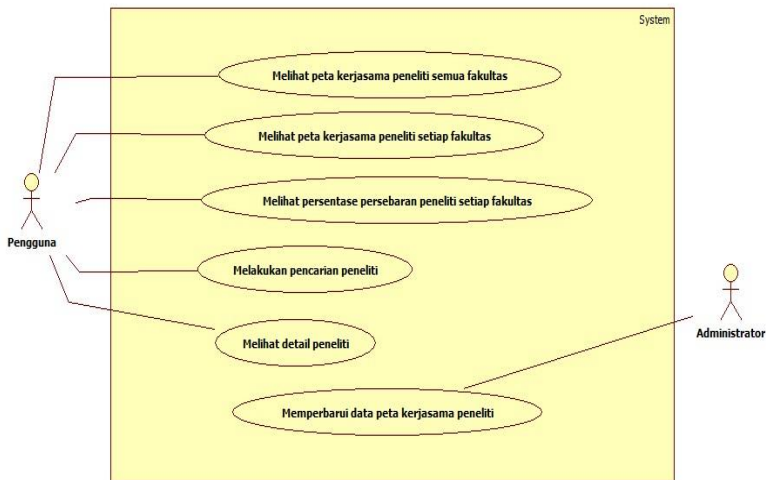 System
Melihat peta kerjasama peneliti semua fakultas
Melihat peta kerjasama peneliti setiap fakultas
Melihat persentase persebaran peneliti setiap fakultas
Pengguna
Melakukan pencarian peneliti
Administrator
Melihat detail peneliti
Memperbarui data peta kerjasama peneliti